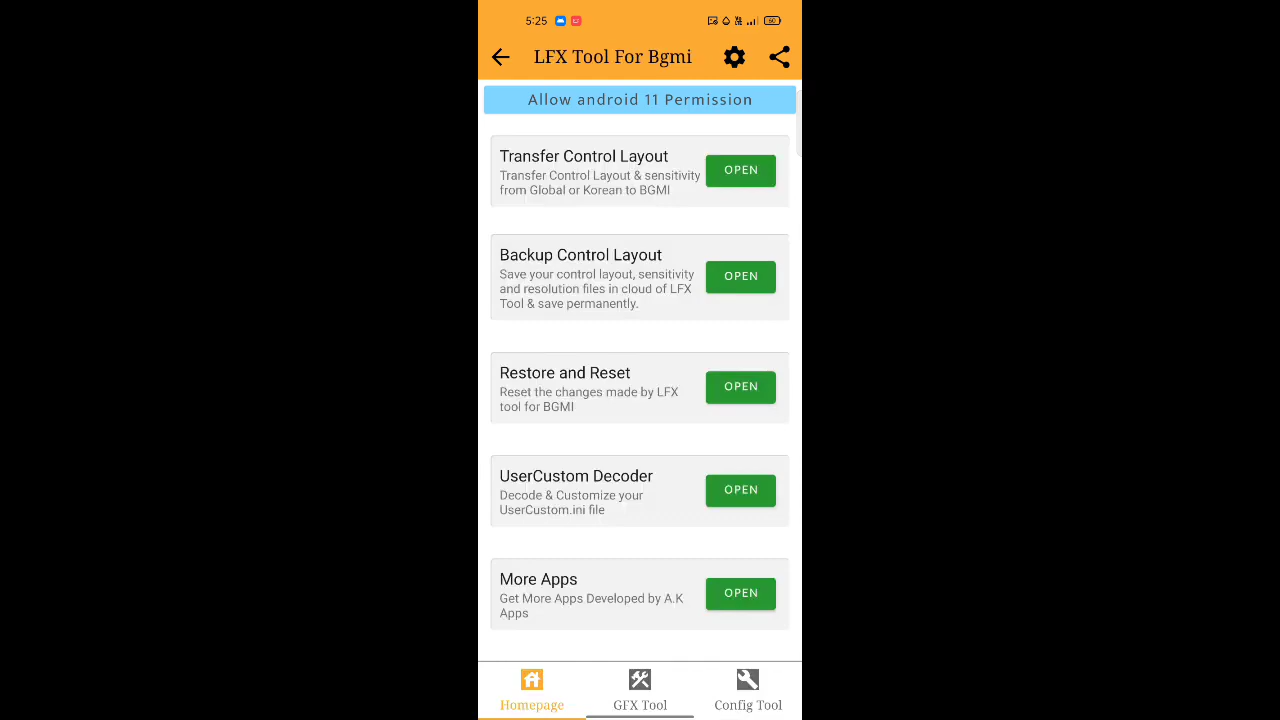 5:25
60
LFX Tool For Bgmi
Allow android 11 Permission
Transfer Control Layout
Transfer Control Layout & sensitivity
from Global or Korean to BGMI
OPEN
Backup Control Layout
Save your control layout, sensitivity
and resolution files in cloud of LFX
Tool & save permanently.
OPEN
Restore and Reset
Reset the changes made by LFX
tool for BGMI
OPEN
UserCustom Decoder
Decode & Customize your
UserCustom.ini file
OPEN
More Apps
Get More Apps Developed by A.K
Apps
OPEN
Homepage
GFX Tool
Config Tool